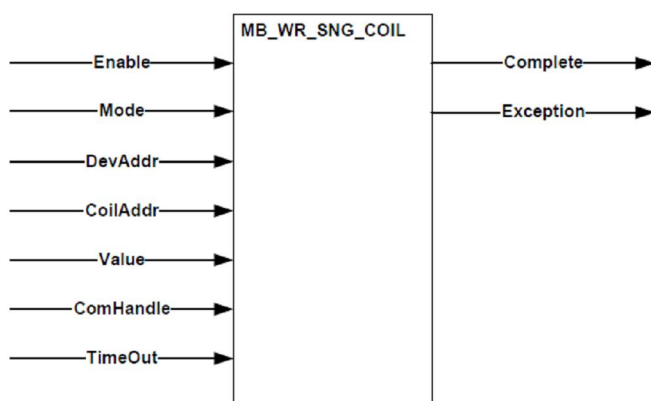 MB_WR_SNG_COIL
Enable
Complete
Mode
Exception
DevAddr
CoilAddr
Value
ComHandle
TimeOut